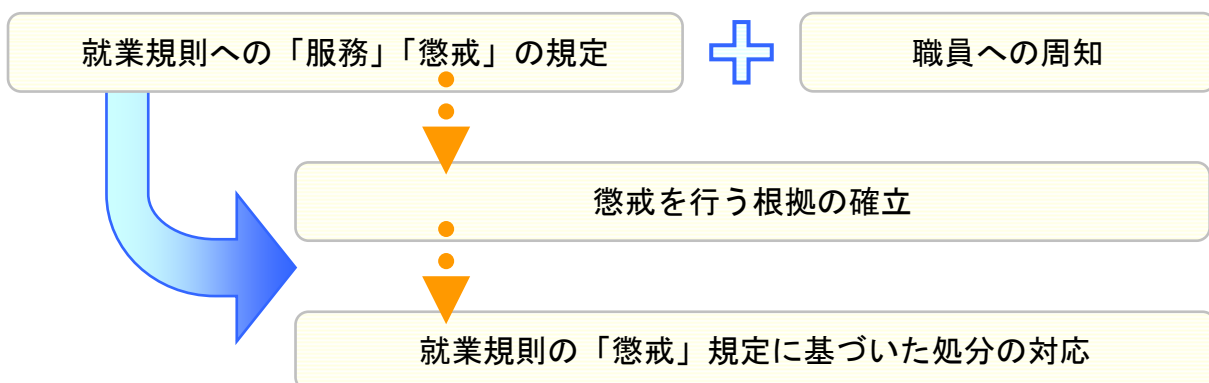 就業規則への「服務」「懲戒」の規定
職員への周知
懲戒を行う根拠の確立
就業規則の「懲戒」規定に基づいた処分の対応